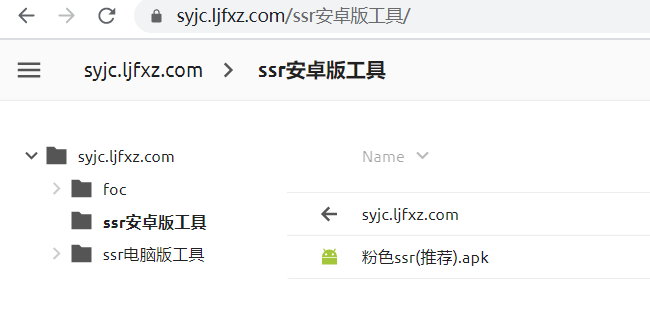 syjc.ljfxz.com/ssr安卓版工具/
syjc.ljfxz.com > ssr安卓版工具
syjc.ljfxz.com
foc
ssr安卓版工具
ssr电脑版工具
Name
syjc.ljfxz.com
粉色ssr(推荐).apk